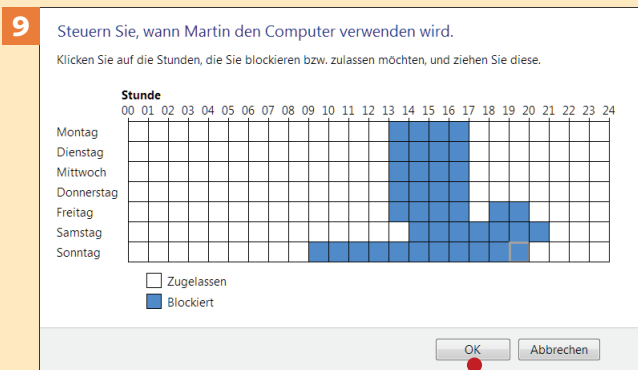 9
Steuern Sie, wann Martin den Computer verwenden wird.
Klicken Sie auf die Stunden, die Sie blockieren bzw. zulassen möchten, und ziehen Sie diese.
Stunde
00 01 02 03 04 05 06 07 08 09 10 11 12 13 14 15 16 17 18 19 20 21 22 23 24
Montag
Dienstag
Mittwoch
Donnerstag
Freitag
Samstag
Sonntag
Zugelassen
Blockiert
OK Abbrechen